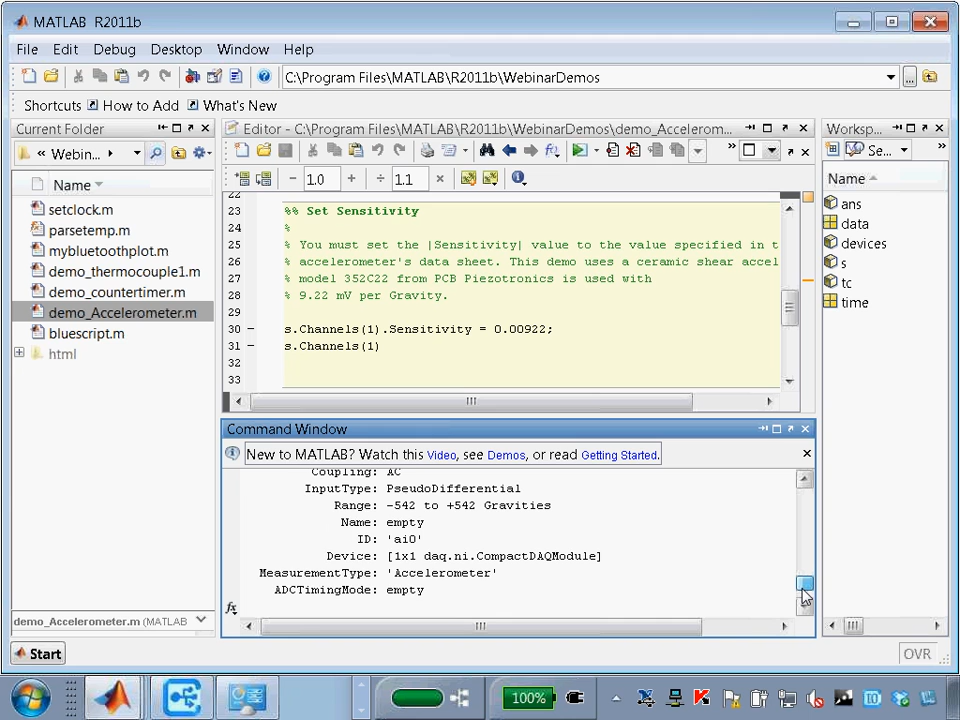 MATLAB R2011b
File Edit Debug Desktop Window Help
C:\Program Files\MATLAB\R2011b\WebinarDemos
Shortcuts How to Add What's New
Current Folder
« Webin...
Name
setclock.m
parsetemp.m
mybluetoothplot.m
demo_thermocouple1.m
demo_countertimer.m
demo_Accelerometer.m
bluescript.m
html
demo_Accelerometer.m (MATLAB
Editor - C:\Program Files\MATLAB\R2011b\WebinarDemos\demo_Accelerom...
1.0 1.1
22
23 %% Set Sensitivity
24 %
25 % You must set the |Sensitivity| value to the value specified in t
26 % accelerometer's data sheet. This demo uses a ceramic shear accel
27 % model 352C22 from PCB Piezotronics is used with
28 % 9.22 mV per Gravity.
29
30 – s.Channels(1).Sensitivity = 0.00922;
31 – s.Channels(1)
32
33
Command Window
New to MATLAB? Watch this Video, see Demos, or read Getting Started.
Coupling: AC
InputType: PseudoDifferential
Range: -542 to +542 Gravities
Name: empty
ID: 'ai0'
Device: [1x1 daq.ni.CompactDAQModule]
MeasurementType: 'Accelerometer'
ADCTimingMode: empty
fx
Worksp...
Se...
Name
ans
data
devices
s
tc
time
Start
OVR
100%